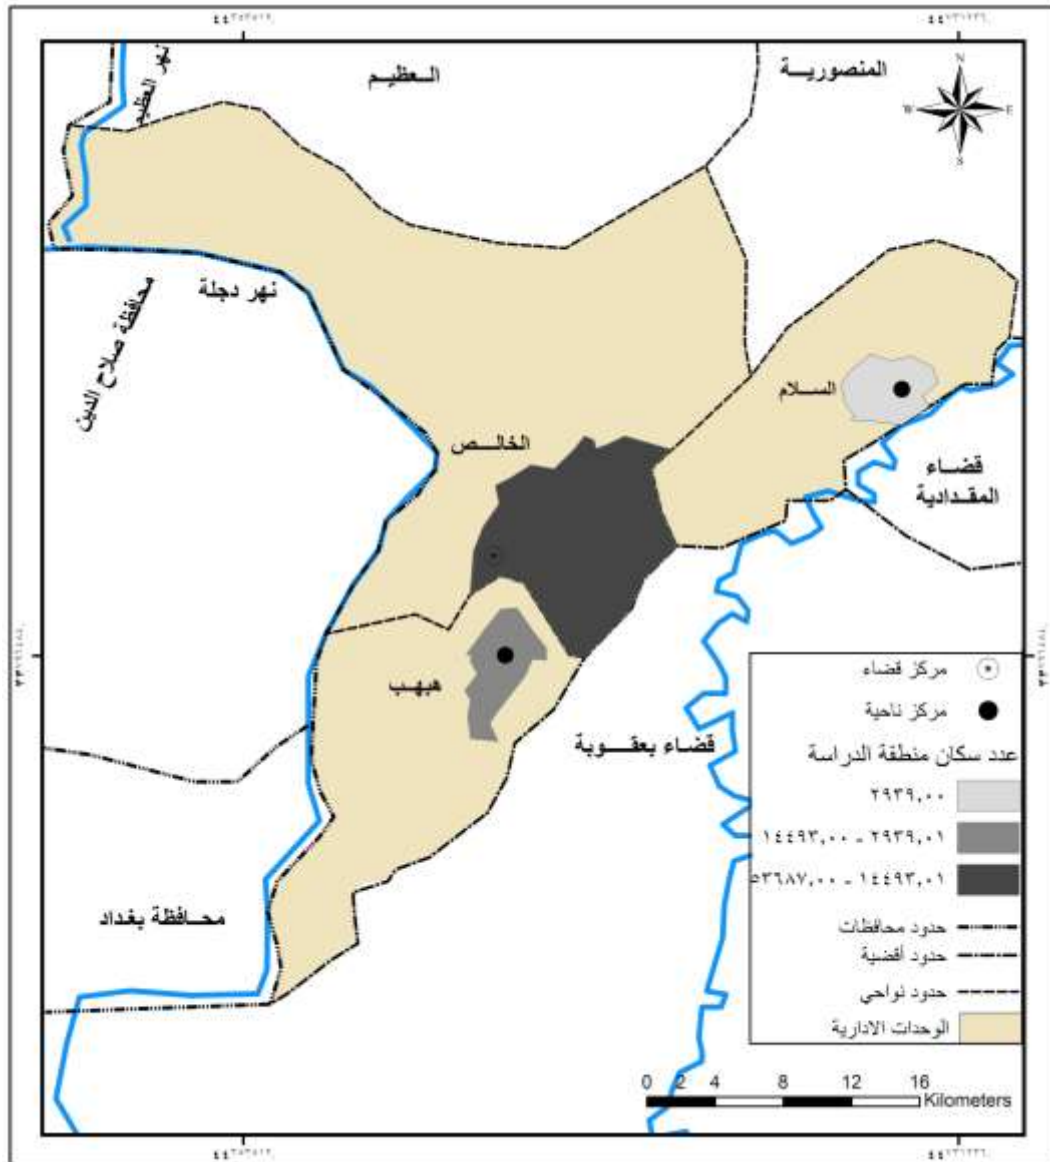 العظيم
المنصورية
نهر العظيم
N
W
E
S
نهر دجلة
محافظة صلاح الدين
السلام
الخالص
قضاء
المقدادية
هبهب
قضاء بعقوبة
محافظة بغداد
مركز قضاء
مركز ناحية
عدد سكان منطقة الدراسة
٢٩٣٩,٠٠
٢٩٣٩,٠١ - ١٤٤٩٣,٠٠
١٤٤٩٣,٠١ - ٥٣٦٨٧,٠٠
حدود محافظات
حدود أقضية
حدود نواحي
الوحدات الادارية
0 2 4 8 12 16
Kilometers